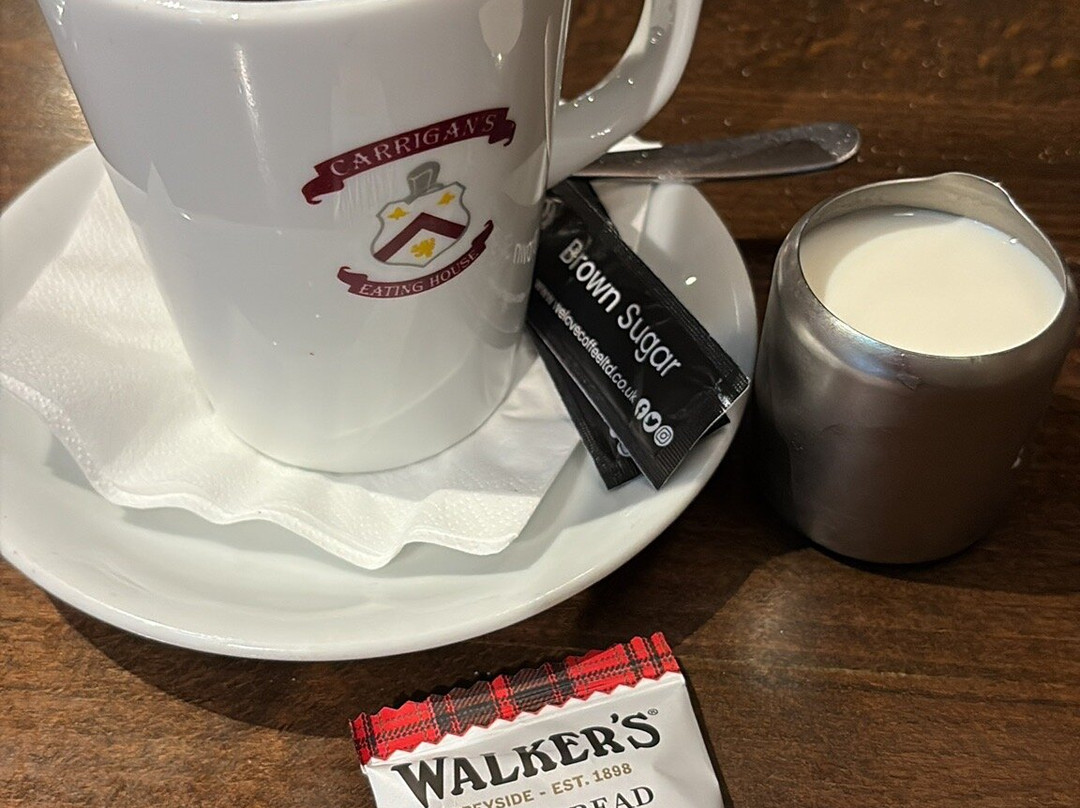 CARRIGAN'S
EATING HOUSE
Brown Sugar
www.welovecoffeeltd.co.uk
WALKER'S®
EST. 1898